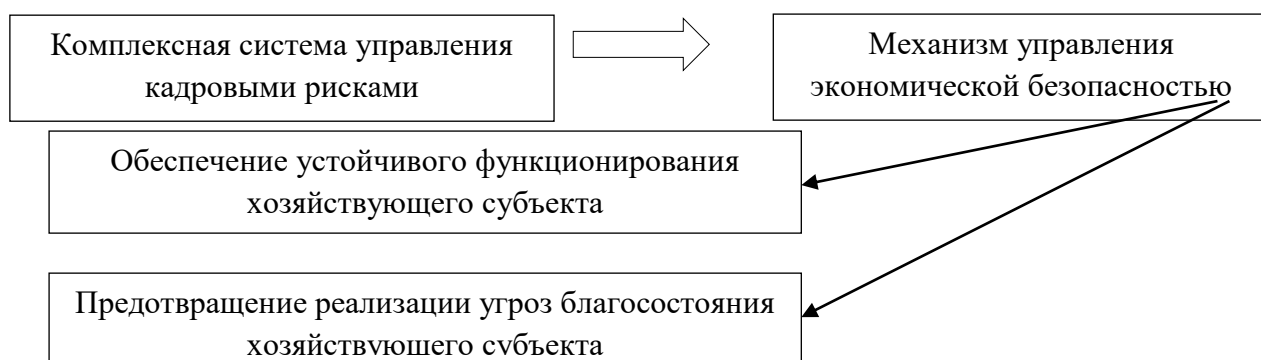 Комплексная система управления
кадровыми рисками
Механизм управления
экономической безопасностью
Обеспечение устойчивого функционирования
хозяйствующего субъекта
Предотвращение реализации угроз благосостояния
хозяйствующего субъекта